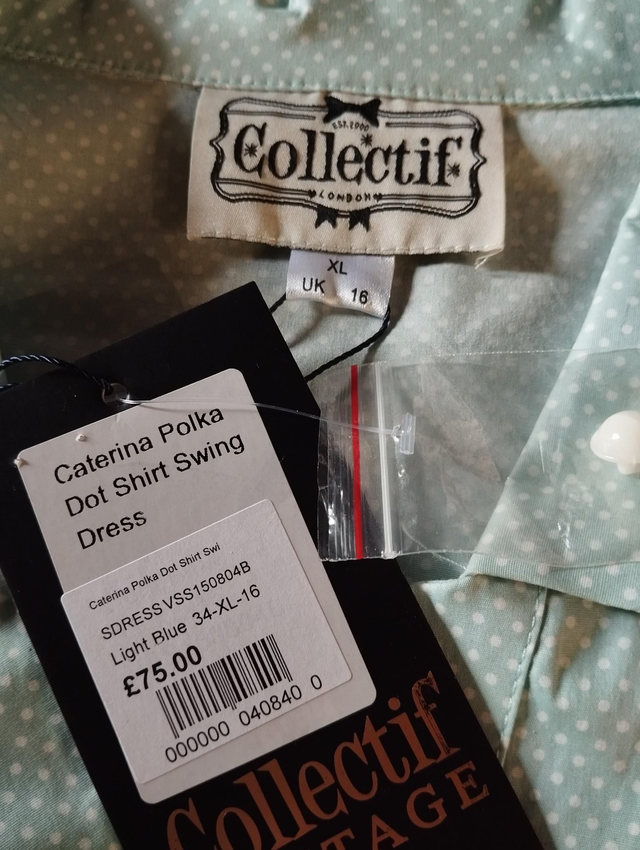 EST. 2000
Collectif
LONDON
XL
UK 16
Caterina Polka
Dot Shirt Swing
Dress
Caterina Polka Dot Shirt Swi
SDRESS VSS150804B
Light Blue 34-XL-16
£75.00
000000 040840 0
Collectif
TAGE